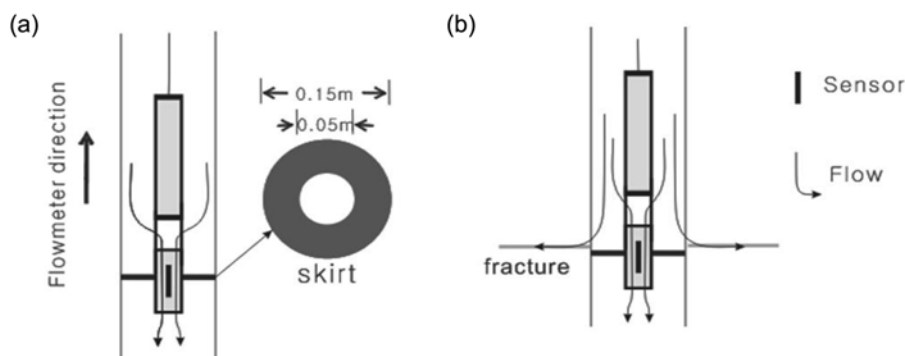 (a)
Flowmeter direction
0.15m
0.05m
skirt
(b)
fracture
Sensor
Flow